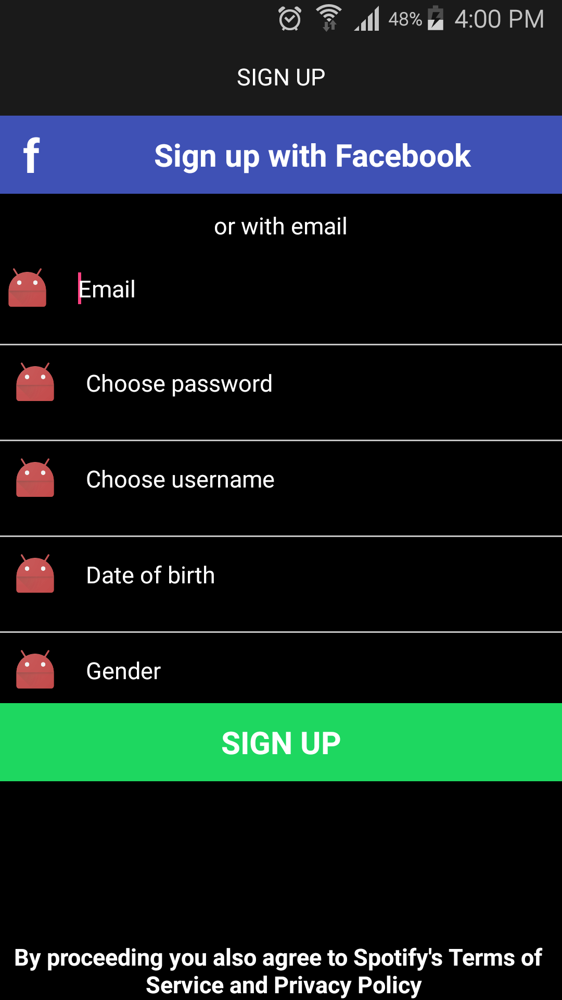 48% 4:00 PM
SIGN UP
f Sign up with Facebook
or with email
Email
Choose password
Choose username
Date of birth
Gender
SIGN UP
By proceeding you also agree to Spotify's Terms of
Service and Privacy Policy